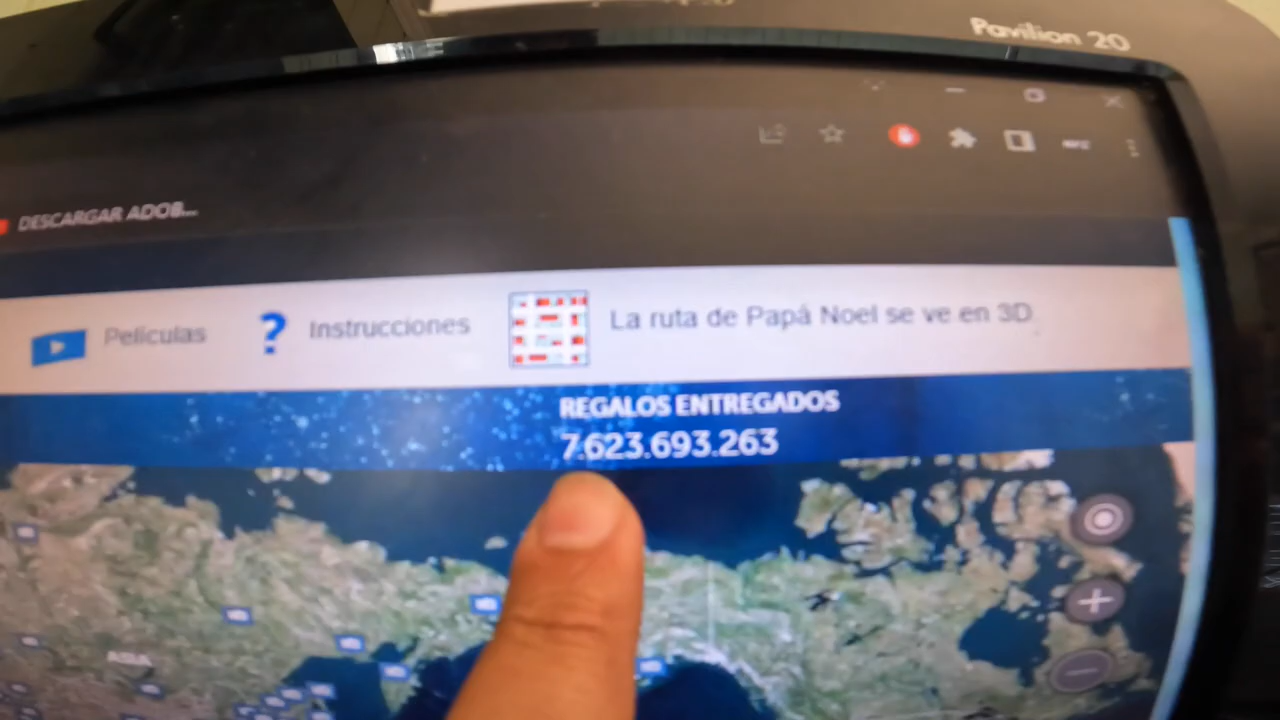 Pavilion 20
DESCARGAR ADOB...
Películas
Instrucciones
La ruta de Papá Noel se ve en 3D
REGALOS ENTREGADOS
7.623.693.263
ASIA